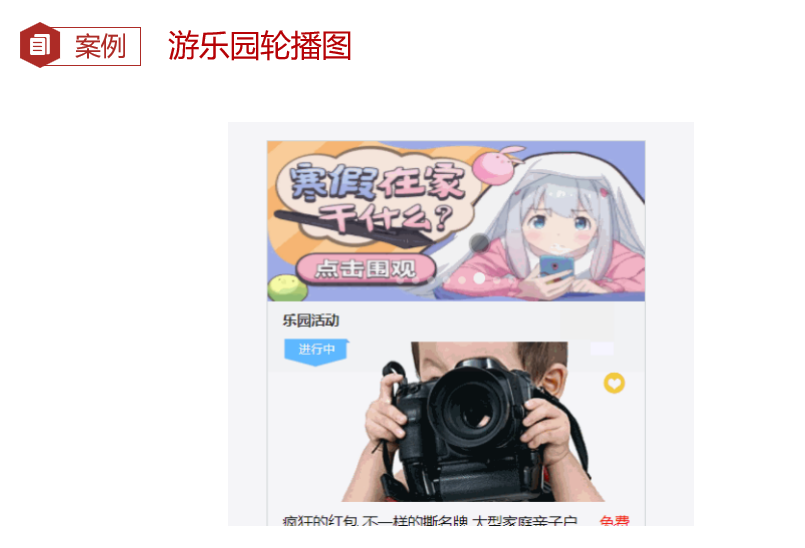 案例
游乐园轮播图
寒假在家
干什么?
点击围观
乐园活动
进行中
疯狂的红包 不一样的撕名牌 大型家庭亲子户
免费